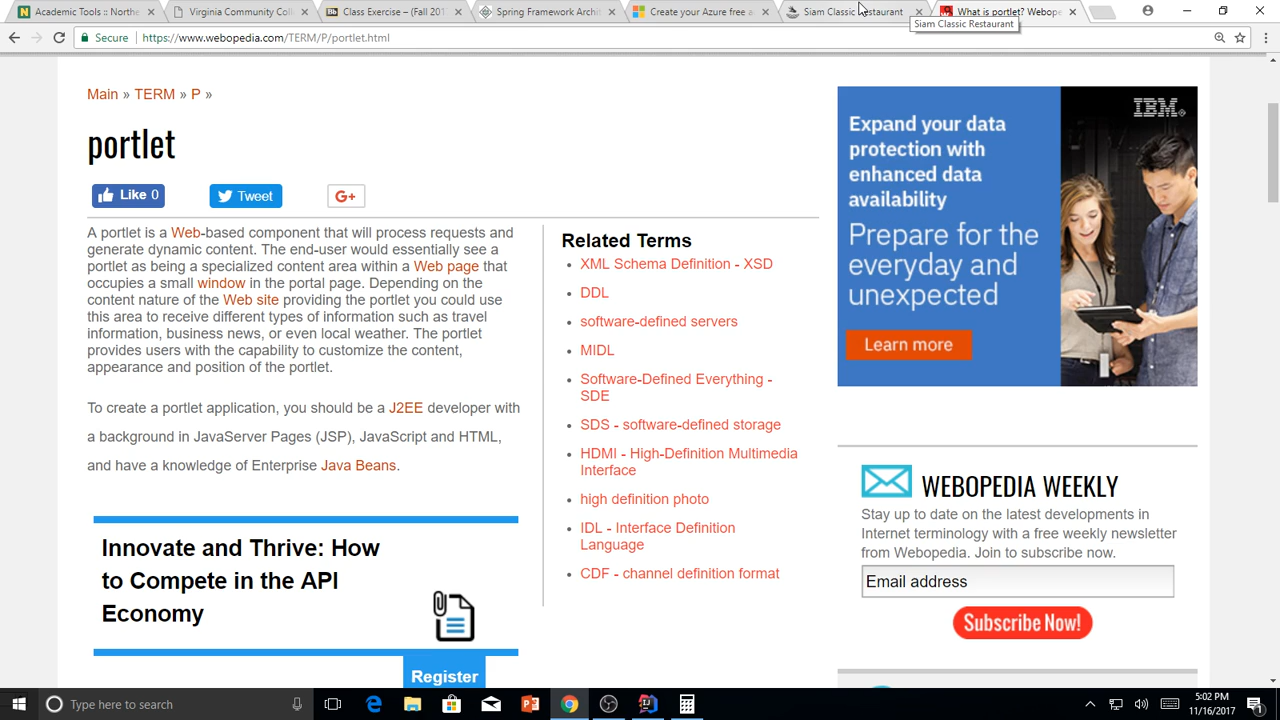 Academic Tools :: Northe
Virginia Community Coll
Class Exercise – (Fall 201
Spring Framework Archit
Create your Azure free a
Siam Classic Restaurant
What is portlet? Webope
Siam Classic Restaurant
Secure
https://www.webopedia.com/TERM/P/portlet.html
Main » TERM » P »
portlet
Like 0
Tweet
G+
A portlet is a Web-based component that will process requests and
generate dynamic content. The end-user would essentially see a
portlet as being a specialized content area within a Web page that
occupies a small window in the portal page. Depending on the
content nature of the Web site providing the portlet you could use
this area to receive different types of information such as travel
information, business news, or even local weather. The portlet
provides users with the capability to customize the content,
appearance and position of the portlet.
To create a portlet application, you should be a J2EE developer with
a background in JavaServer Pages (JSP), JavaScript and HTML,
and have a knowledge of Enterprise Java Beans.
Innovate and Thrive: How
to Compete in the API
Economy
Register
Related Terms
XML Schema Definition - XSD
DDL
software-defined servers
MIDL
Software-Defined Everything -
SDE
SDS - software-defined storage
HDMI - High-Definition Multimedia
Interface
high definition photo
IDL - Interface Definition
Language
CDF - channel definition format
IBM
Expand your data
protection with
enhanced data
availability
Prepare for the
everyday and
unexpected
Learn more
WEBOPEDIA WEEKLY
Stay up to date on the latest developments in
Internet terminology with a free weekly newsletter
from Webopedia. Join to subscribe now.
Email address
Subscribe Now!
Type here to search
5:02 PM
11/16/2017